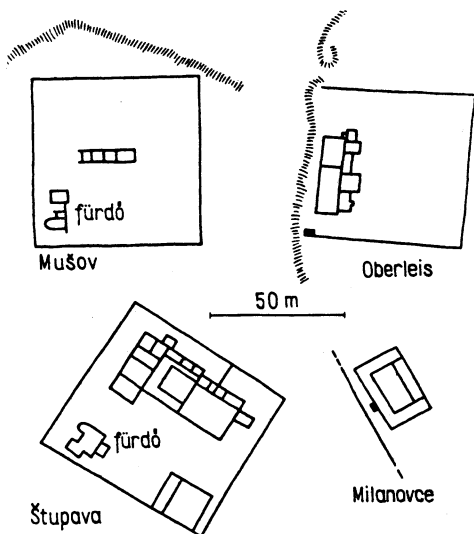 fürdő
Mušov
Oberleis
50 m
fürdő
Štupava
Milanovce